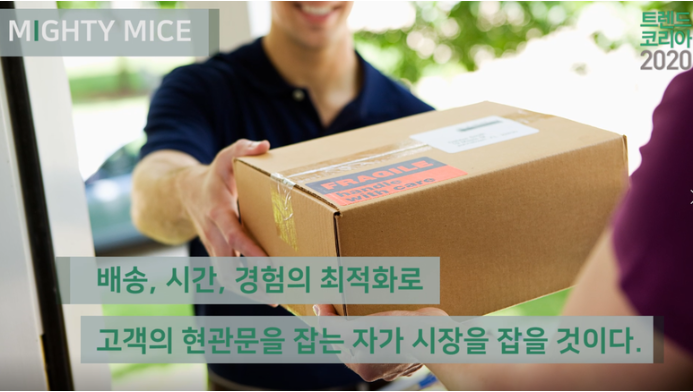 MIGHTY MICE
트렌드
코리아
2020
FRAGILE
handle
with care
배송, 시간, 경험의 최적화로
고객의 현관문을 잡는 자가 시장을 잡을 것이다.